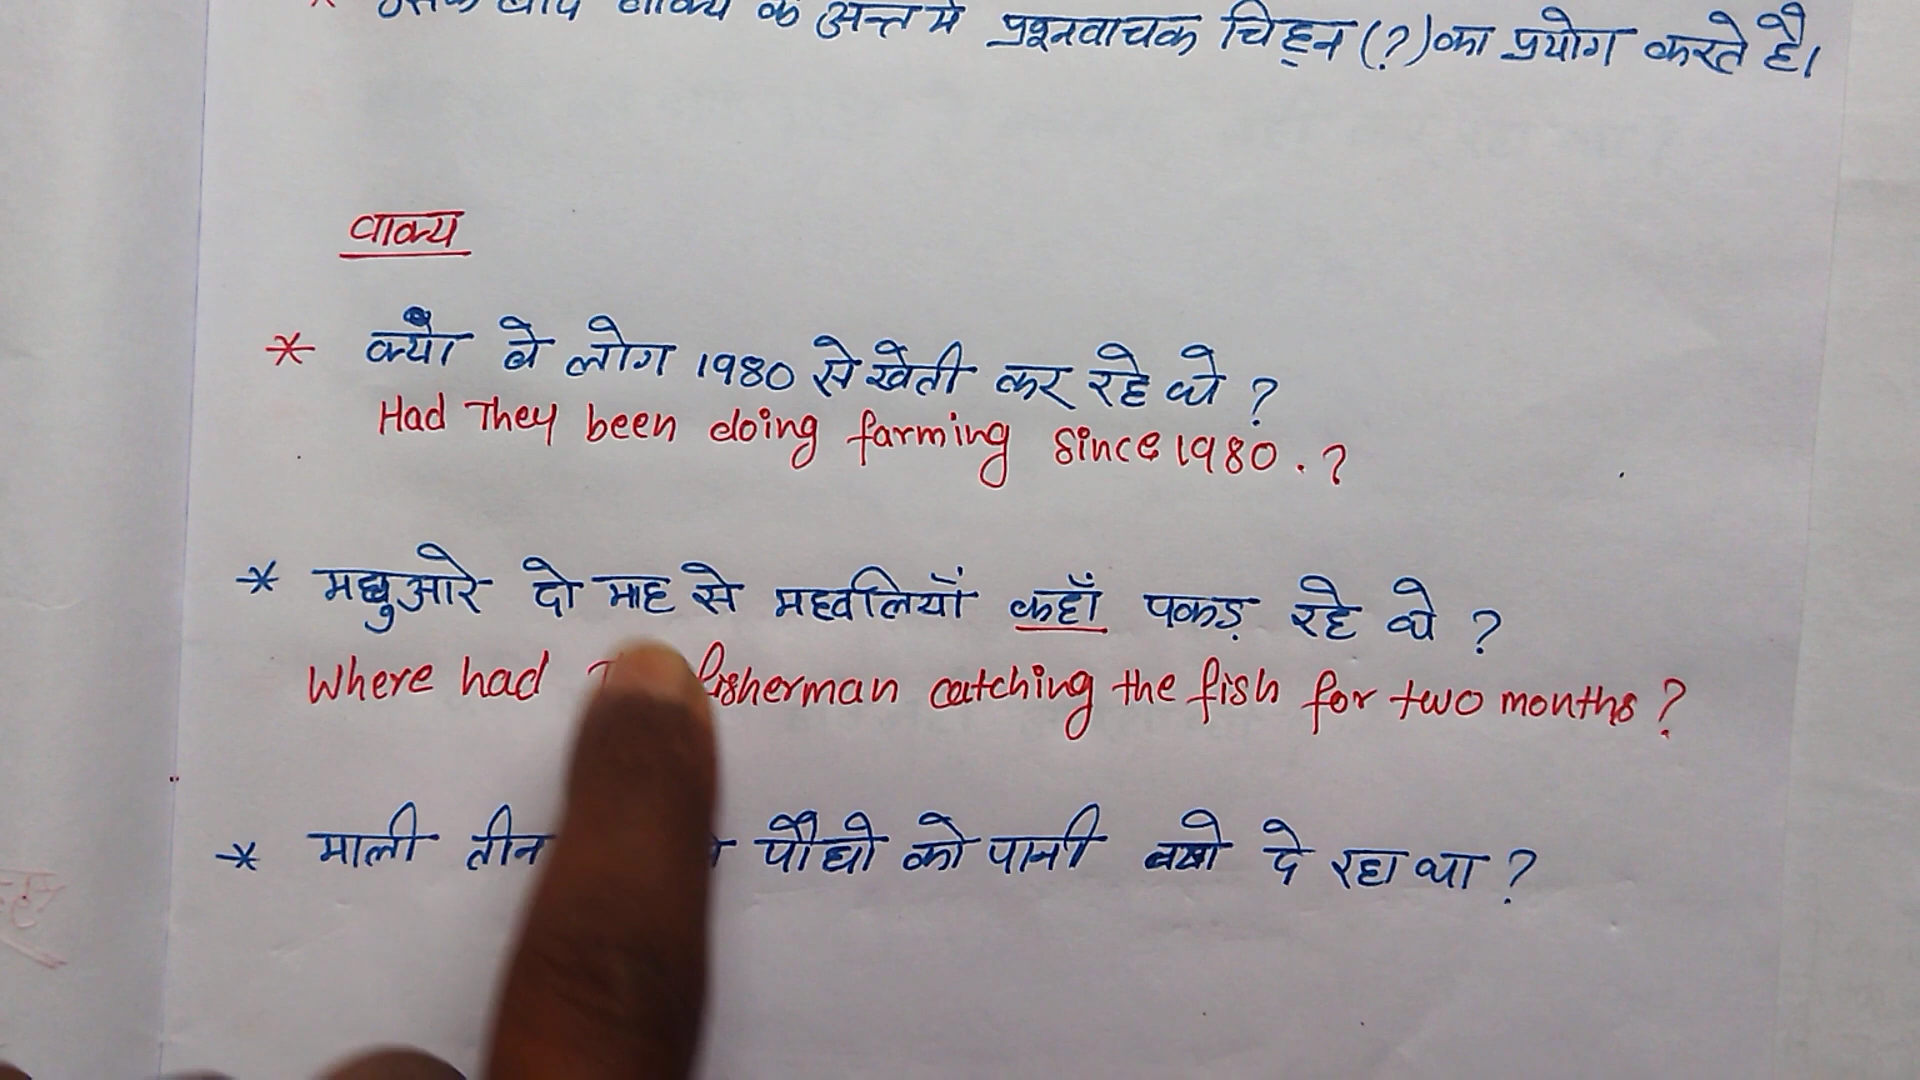 के अन्त मे प्रश्नवाचक चिह्न (?) का प्रयोग करते है।
वाक्य
* क्या वे लोग 1980 से खेती कर रहे थे ?
Had They been doing farming Since 1980 . ?
* मछुआरे दो माह से मछलियाँ कहाँ पकड़ रहे थे ?
Where had fisherman catching the fish for two months ?
* माली तीन पौधो को पानी क्यो दे रहा था ?